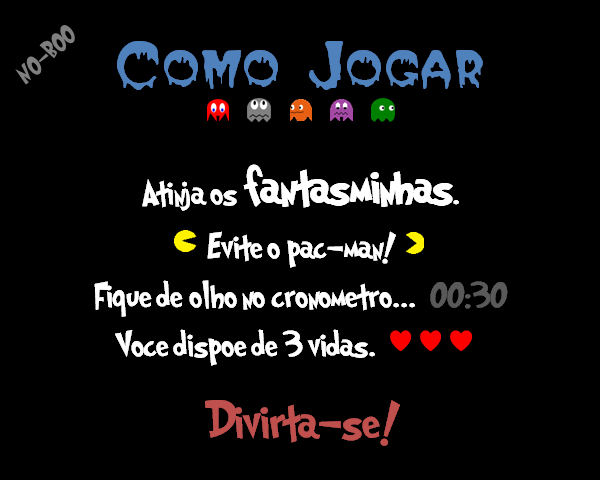 NO-BOO
Como Jogar
Atinja os fantasminhas.
Evite o pac-man!
Fique de olho no cronometro... 00:30
Voce dispoe de 3 vidas.
Divirta-se!